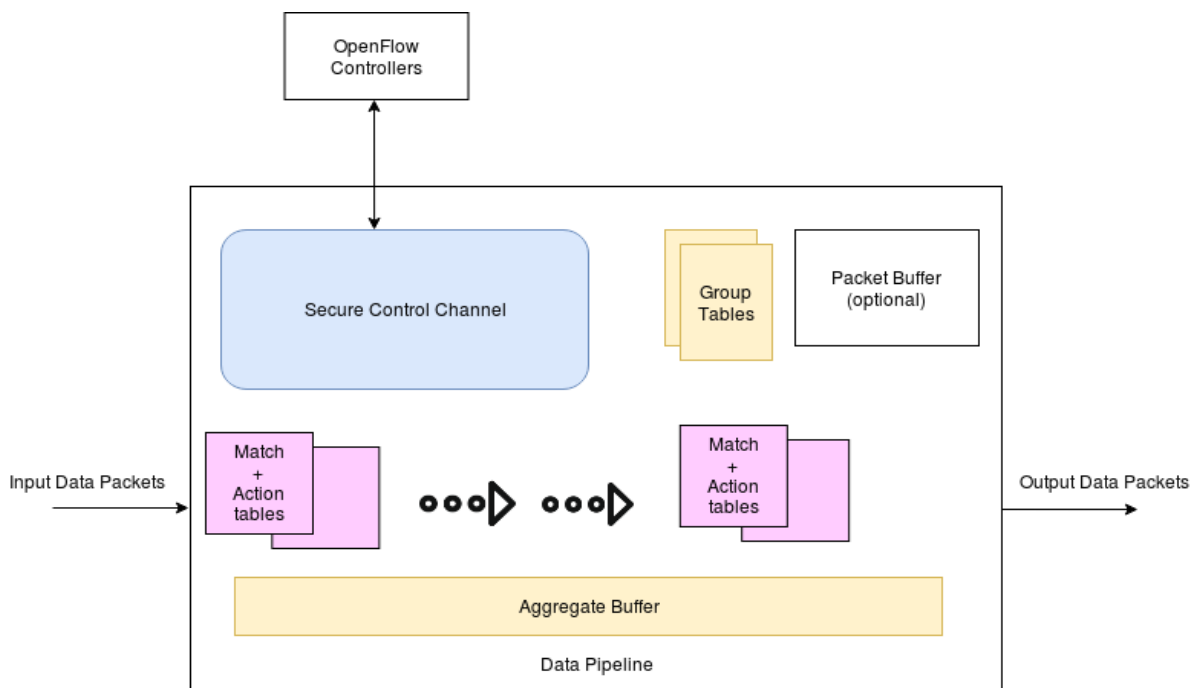 OpenFlow
Controllers
Secure Control Channel
Group
Tables
Packet Buffer
(optional)
Input Data Packets
Match
+
Action
tables
Match
+
Action
tables
Output Data Packets
Aggregate Buffer
Data Pipeline